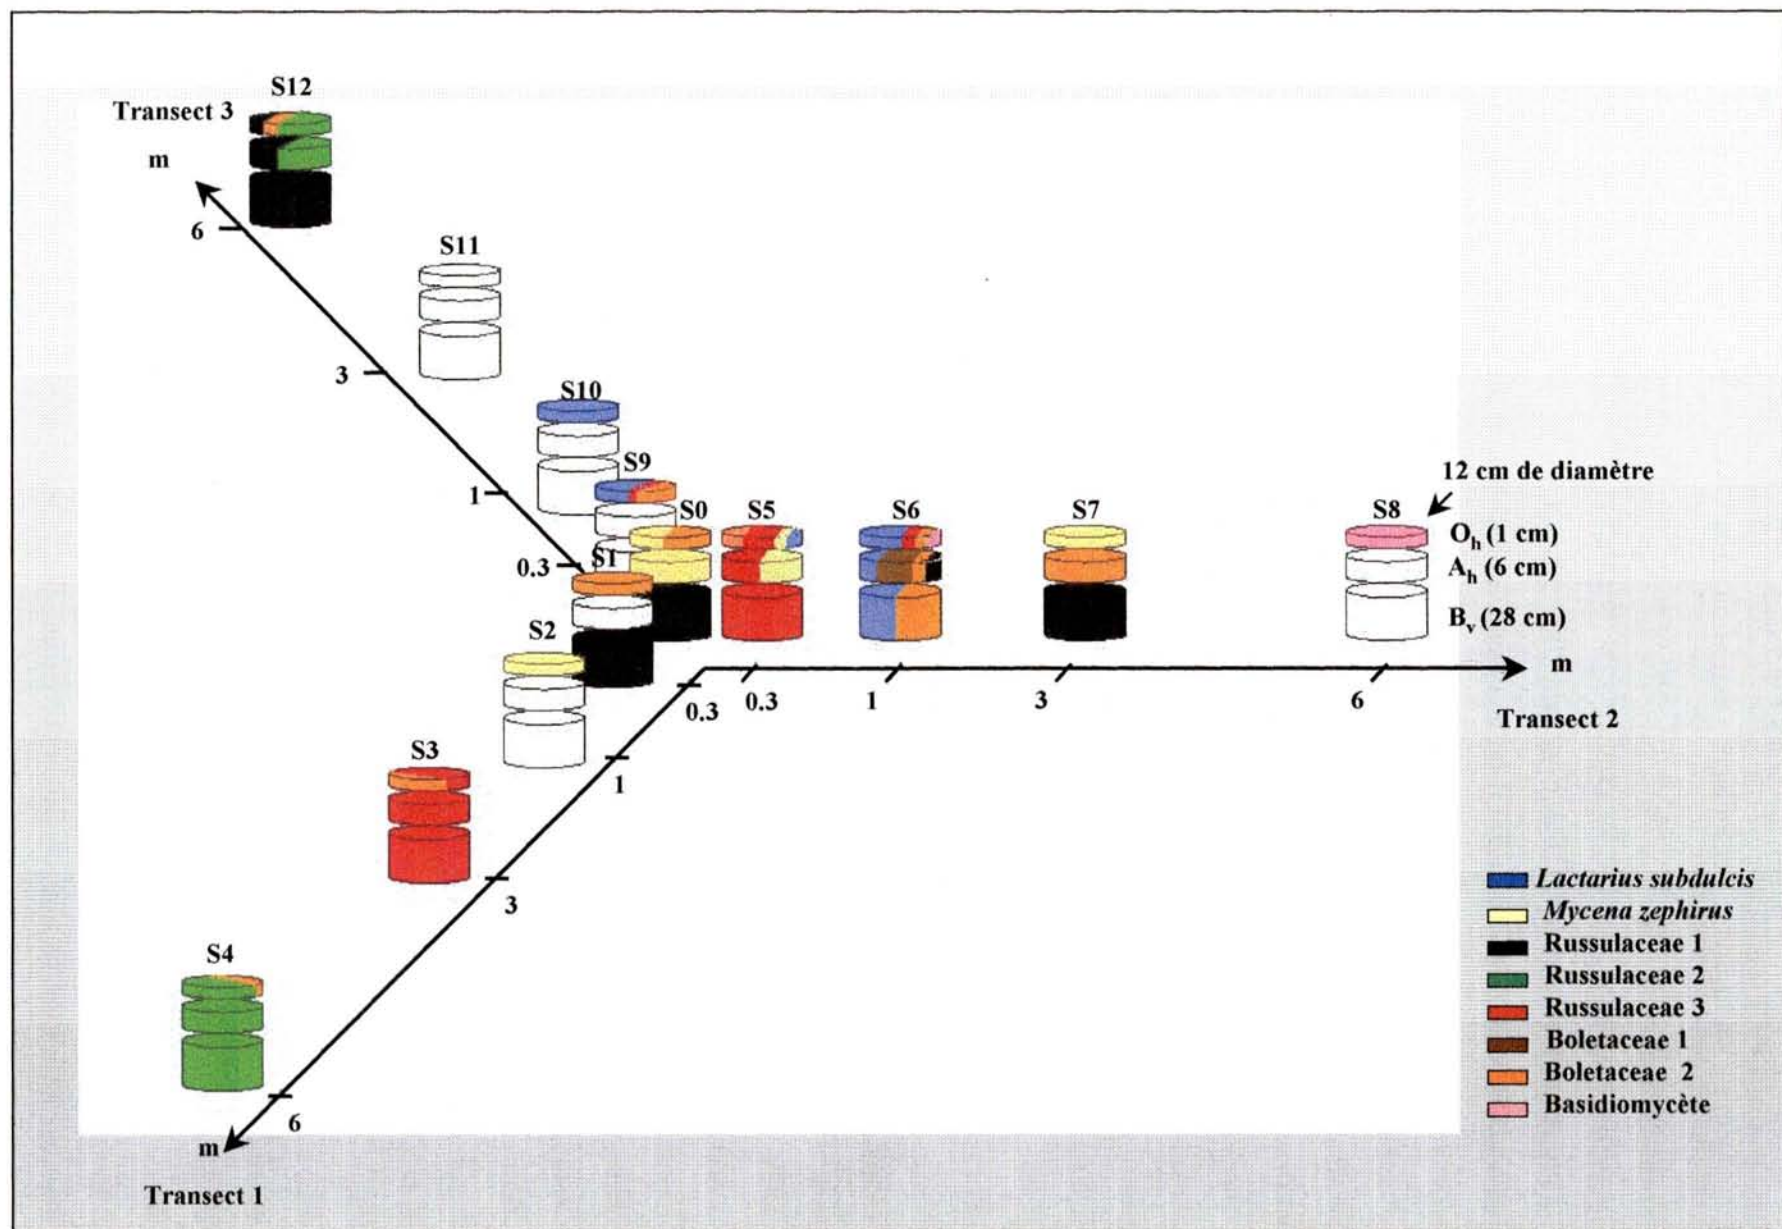 S12
Transect 3
m
6
S11
3
S10
1
S9
0.3
S0
S1
S5
S6
S7
S8
12 cm de diamètre
Oh (1 cm)
Ah (6 cm)
Bv (28 cm)
S2
m
0.3
0.3
1
3
6
Transect 2
S3
1
3
S4
6
m
Transect 1
Lactarius subdulcis
Mycena zephirus
Russulaceae 1
Russulaceae 2
Russulaceae 3
Boletaceae 1
Boletaceae 2
Basidiomycète